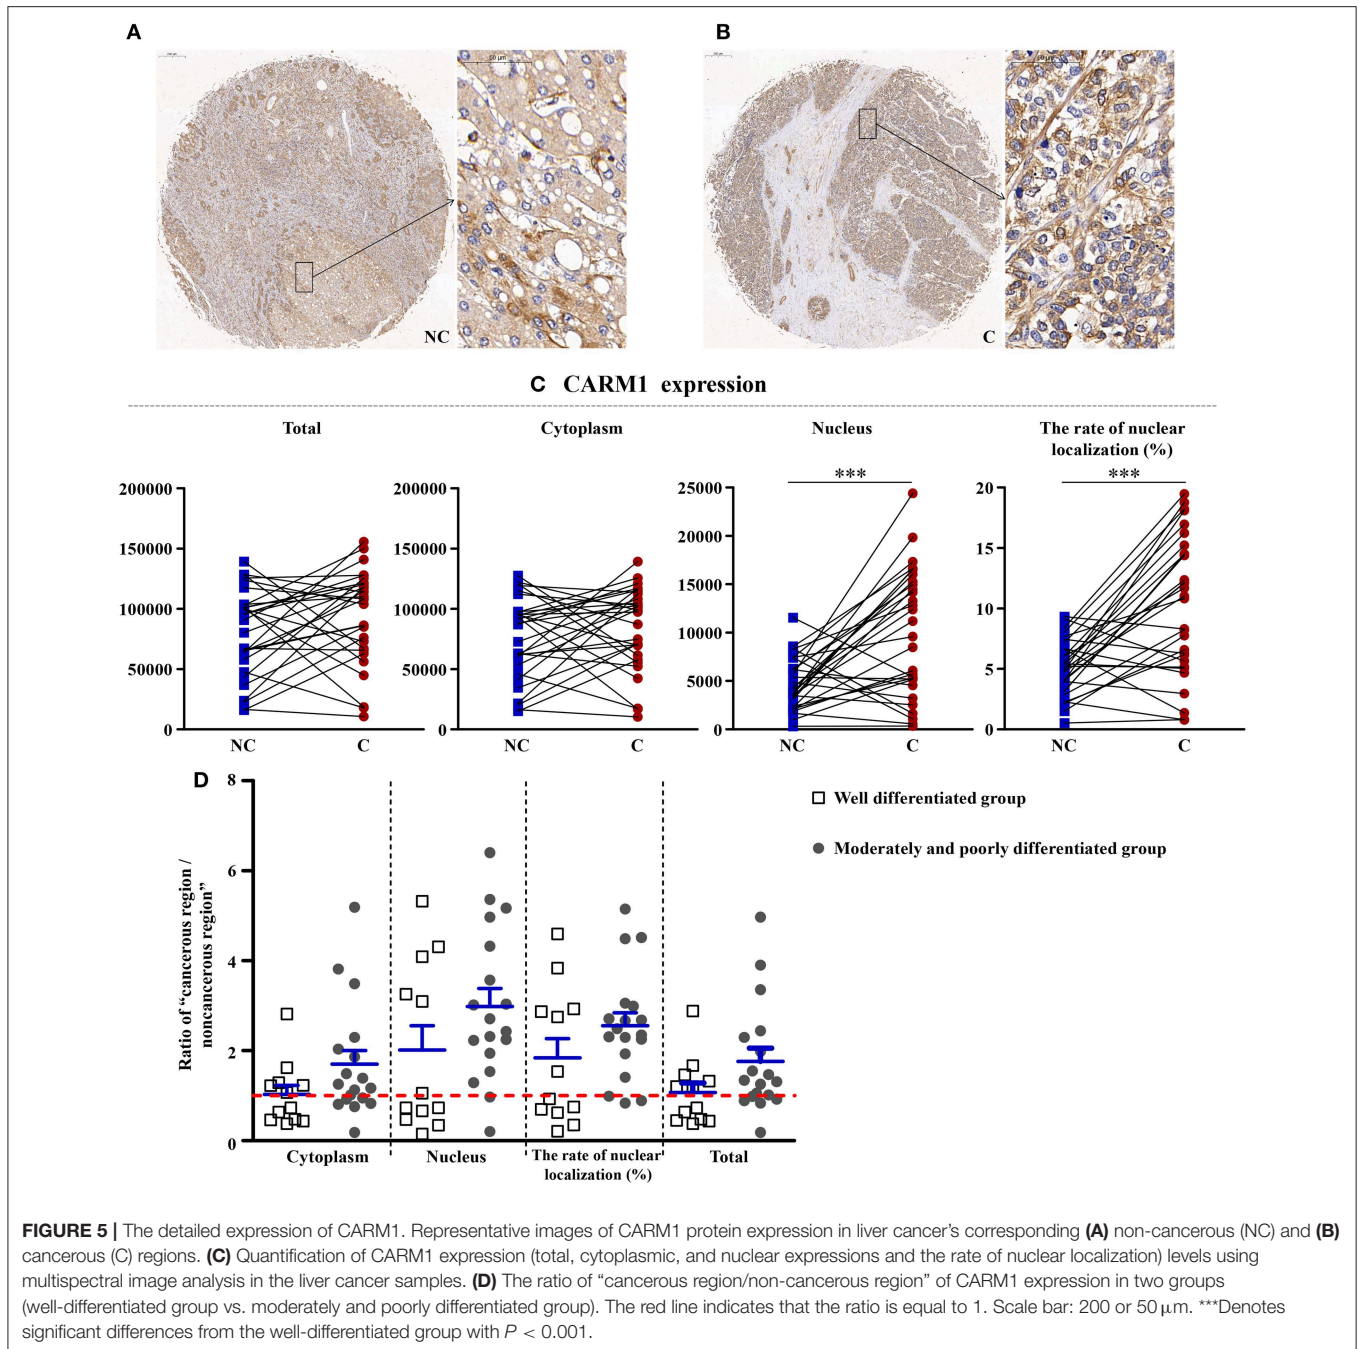 A
B
50 µm
NC
C
C CARM1 expression
Total
Cytoplasm
Nucleus
The rate of nuclear
localization (%)
***
***
200000
150000
100000
50000
0
NC
C
200000
150000
100000
50000
0
NC
C
25000
20000
15000
10000
5000
0
NC
C
20
15
10
5
0
NC
C
D
8
6
4
2
0
Ratio of “cancerous region /
noncancerous region”
Cytoplasm
Nucleus
The rate of nuclear
localization (%)
Total
Well differentiated group
Moderately and poorly differentiated group
FIGURE 5 | The detailed expression of CARM1. Representative images of CARM1 protein expression in liver cancer’s corresponding (A) non-cancerous (NC) and (B)
cancerous (C) regions. (C) Quantification of CARM1 expression (total, cytoplasmic, and nuclear expressions and the rate of nuclear localization) levels using
multispectral image analysis in the liver cancer samples. (D) The ratio of “cancerous region/non-cancerous region” of CARM1 expression in two groups
(well-differentiated group vs. moderately and poorly differentiated group). The red line indicates that the ratio is equal to 1. Scale bar: 200 or 50 µm. ***Denotes
significant differences from the well-differentiated group with P < 0.001.